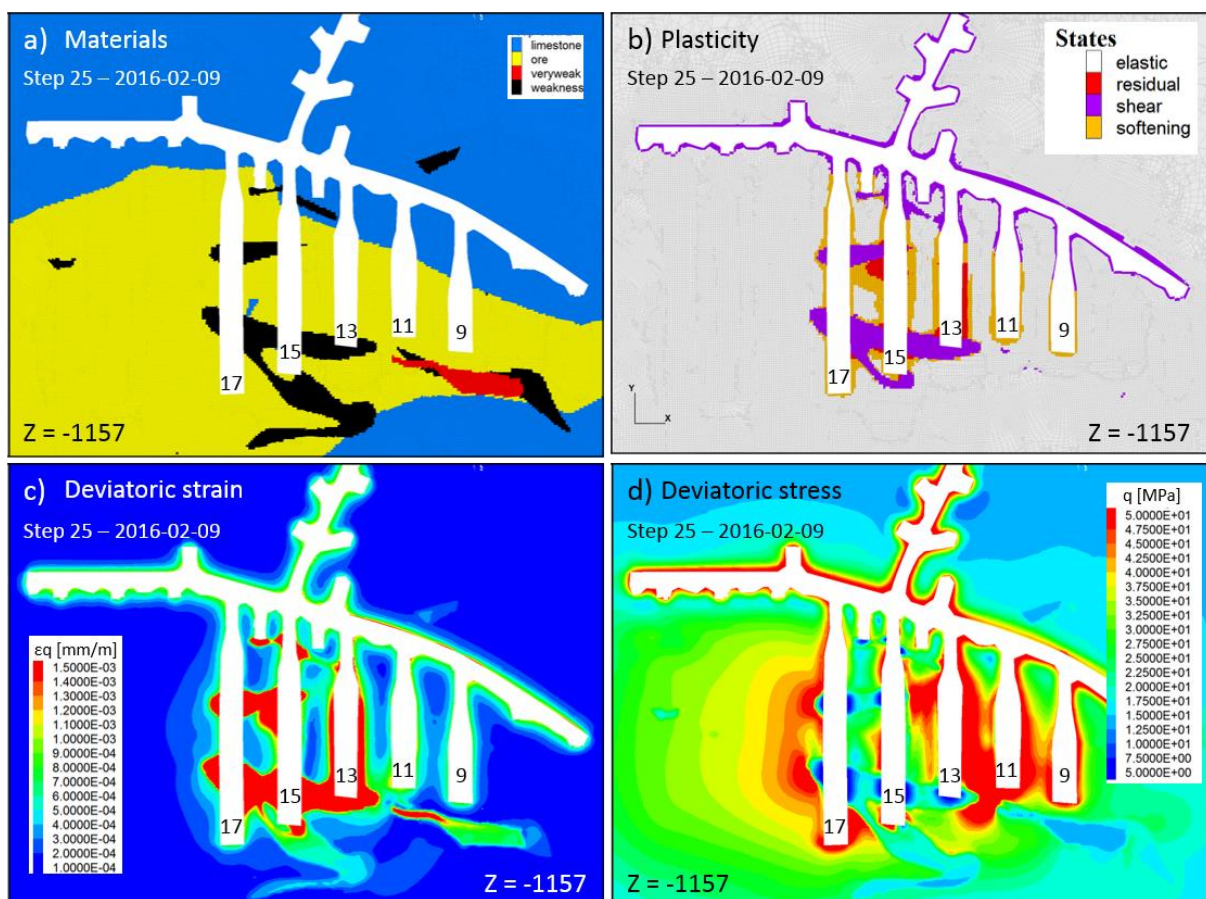 a) Materials
Step 25 – 2016-02-09
limestone
ore
veryweak
weakness
17
15
13
11
9
Z = -1157
b) Plasticity
Step 25 – 2016-02-09
States
elastic
residual
shear
softening
17
15
13
11
9
Y
X
Z = -1157
c) Deviatoric strain
Step 25 – 2016-02-09
εq [mm/m]
1.5000E-03
1.4000E-03
1.3000E-03
1.2000E-03
1.1000E-03
1.0000E-03
9.0000E-04
8.0000E-04
7.0000E-04
6.0000E-04
5.0000E-04
4.0000E-04
3.0000E-04
2.0000E-04
1.0000E-04
17
15
13
11
9
Z = -1157
d) Deviatoric stress
Step 25 – 2016-02-09
q [MPa]
5.0000E+01
4.7500E+01
4.5000E+01
4.2500E+01
4.0000E+01
3.7500E+01
3.5000E+01
3.2500E+01
3.0000E+01
2.7500E+01
2.5000E+01
2.2500E+01
2.0000E+01
1.7500E+01
1.5000E+01
1.2500E+01
1.0000E+01
7.5000E+00
5.0000E+00
17
15
13
11
9
Z = -1157